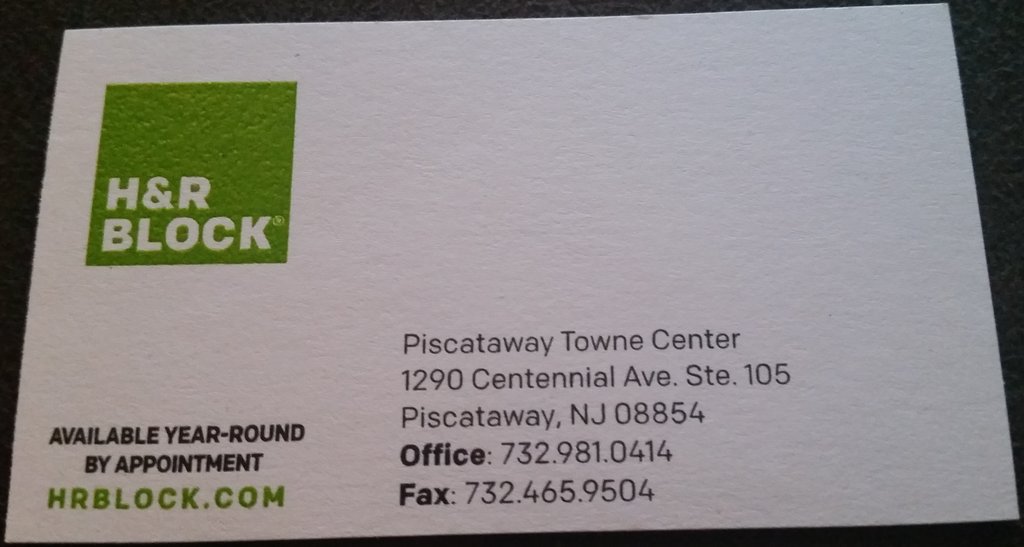 H&R
BLOCK®
Piscataway Towne Center
1290 Centennial Ave. Ste. 105
Piscataway, NJ 08854
Office: 732.981.0414
Fax: 732.465.9504
AVAILABLE YEAR-ROUND
BY APPOINTMENT
HRBLOCK.COM